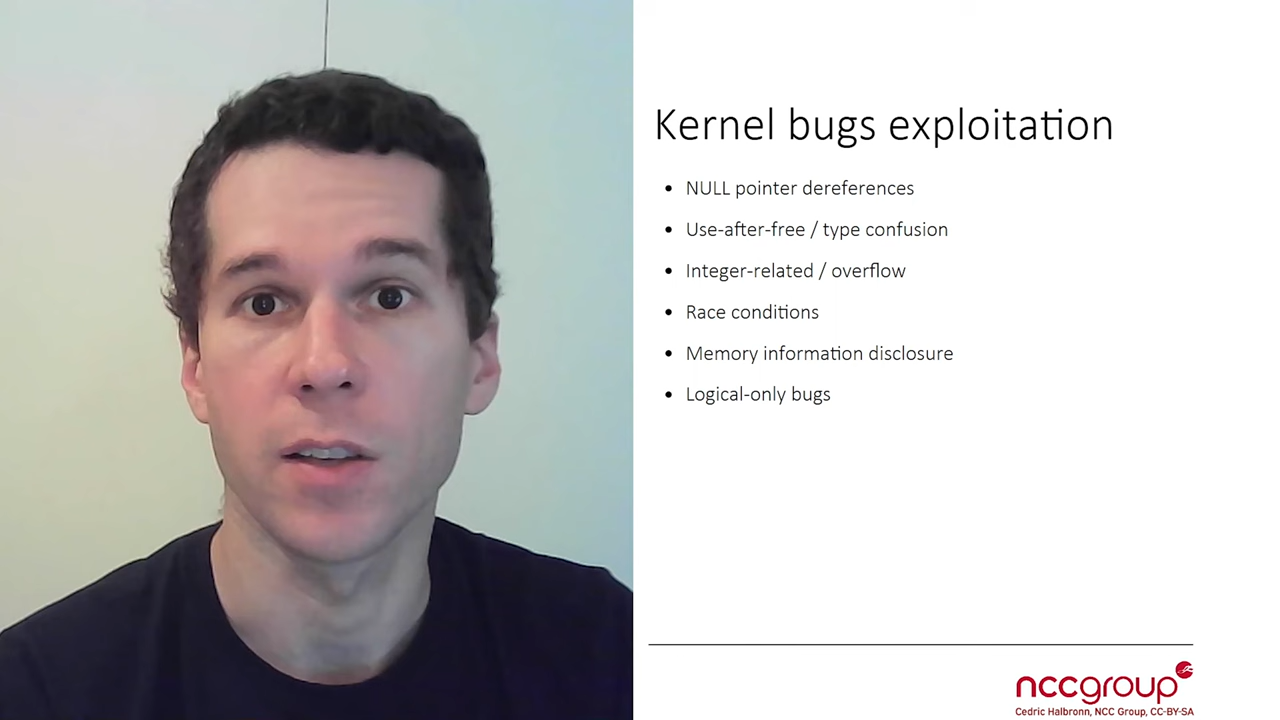 Kernel bugs exploitation
• NULL pointer dereferences
• Use-after-free / type confusion
• Integer-related / overflow
• Race conditions
• Memory information disclosure
• Logical-only bugs
nccgroup
Cedric Halbronn, NCC Group, CC-BY-SA